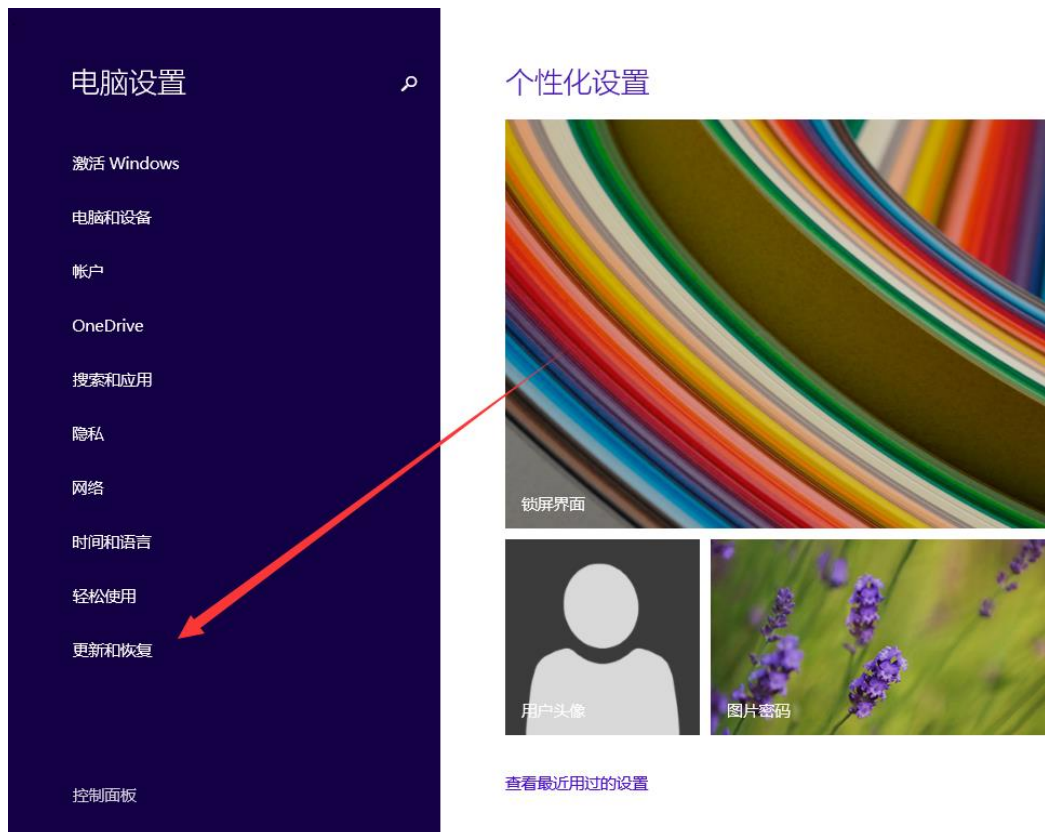 电脑设置
激活 Windows
电脑和设备
帐户
OneDrive
搜索和应用
隐私
网络
时间和语言
轻松使用
更新和恢复
控制面板
个性化设置
锁屏界面
用户头像
图片密码
查看最近用过的设置